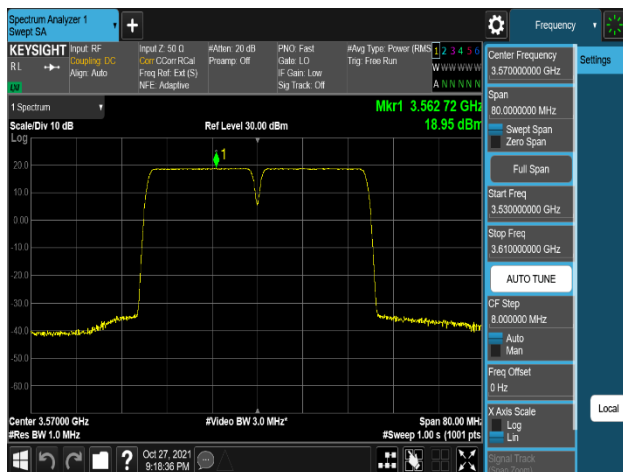 Spectrum Analyzer 1
Swept SA
+
Frequency
KEYSIGHT
RL
Input: RF
Coupling: DC
Align: Auto
Input Z: 50 Ω
Corr CCorr RCal
Freq Ref: Ext (S)
NFE: Adaptive
#Atten: 20 dB
Preamp: Off
PNO: Fast
Gate: LO
IF Gain: Low
Sig Track: Off
#Avg Type: Power (RMS
Trig: Free Run
1 2 3 4 5 6
W W W W W W
A N N N N N
1 Spectrum
Scale/Div 10 dB
Ref Level 30.00 dBm
Mkr1 3.562 72 GHz
18.95 dBm
Log
1
20.0
10.0
0.00
-10.0
-20.0
-30.0
-40.0
-50.0
-60.0
Center 3.57000 GHz
#Res BW 1.0 MHz
#Video BW 3.0 MHz*
Span 80.00 MHz
#Sweep 1.00 s (1001 pts
Oct 27, 2021
9:18:36 PM
?
Center Frequency
3.570000000 GHz
Settings
Span
80.0000000 MHz
Swept Span
Zero Span
Full Span
Start Freq
3.530000000 GHz
Stop Freq
3.610000000 GHz
AUTO TUNE
CF Step
8.000000 MHz
Auto
Man
Freq Offset
0 Hz
X Axis Scale
Log
Lin
Local
Signal Track
(Span Zoom)